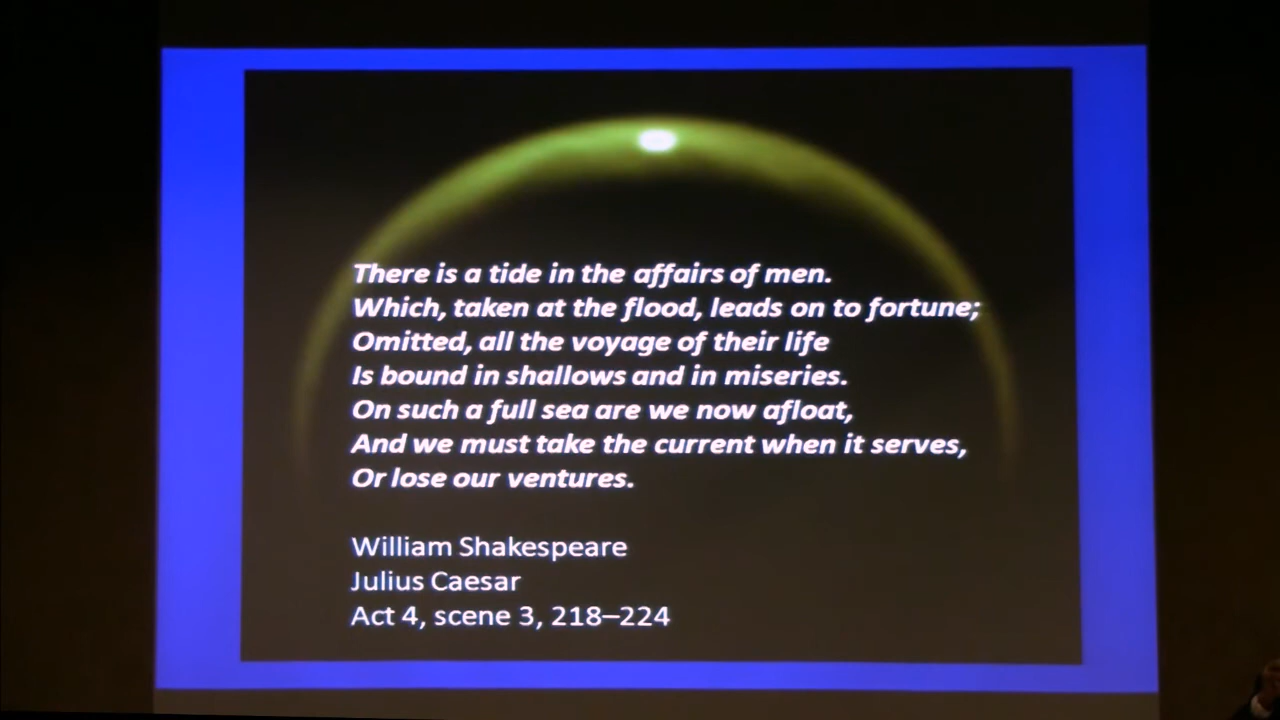 There is a tide in the affairs of men.
Which, taken at the flood, leads on to fortune;
Omitted, all the voyage of their life
Is bound in shallows and in miseries.
On such a full sea are we now afloat,
And we must take the current when it serves,
Or lose our ventures.
William Shakespeare
Julius Caesar
Act 4, scene 3, 218–224